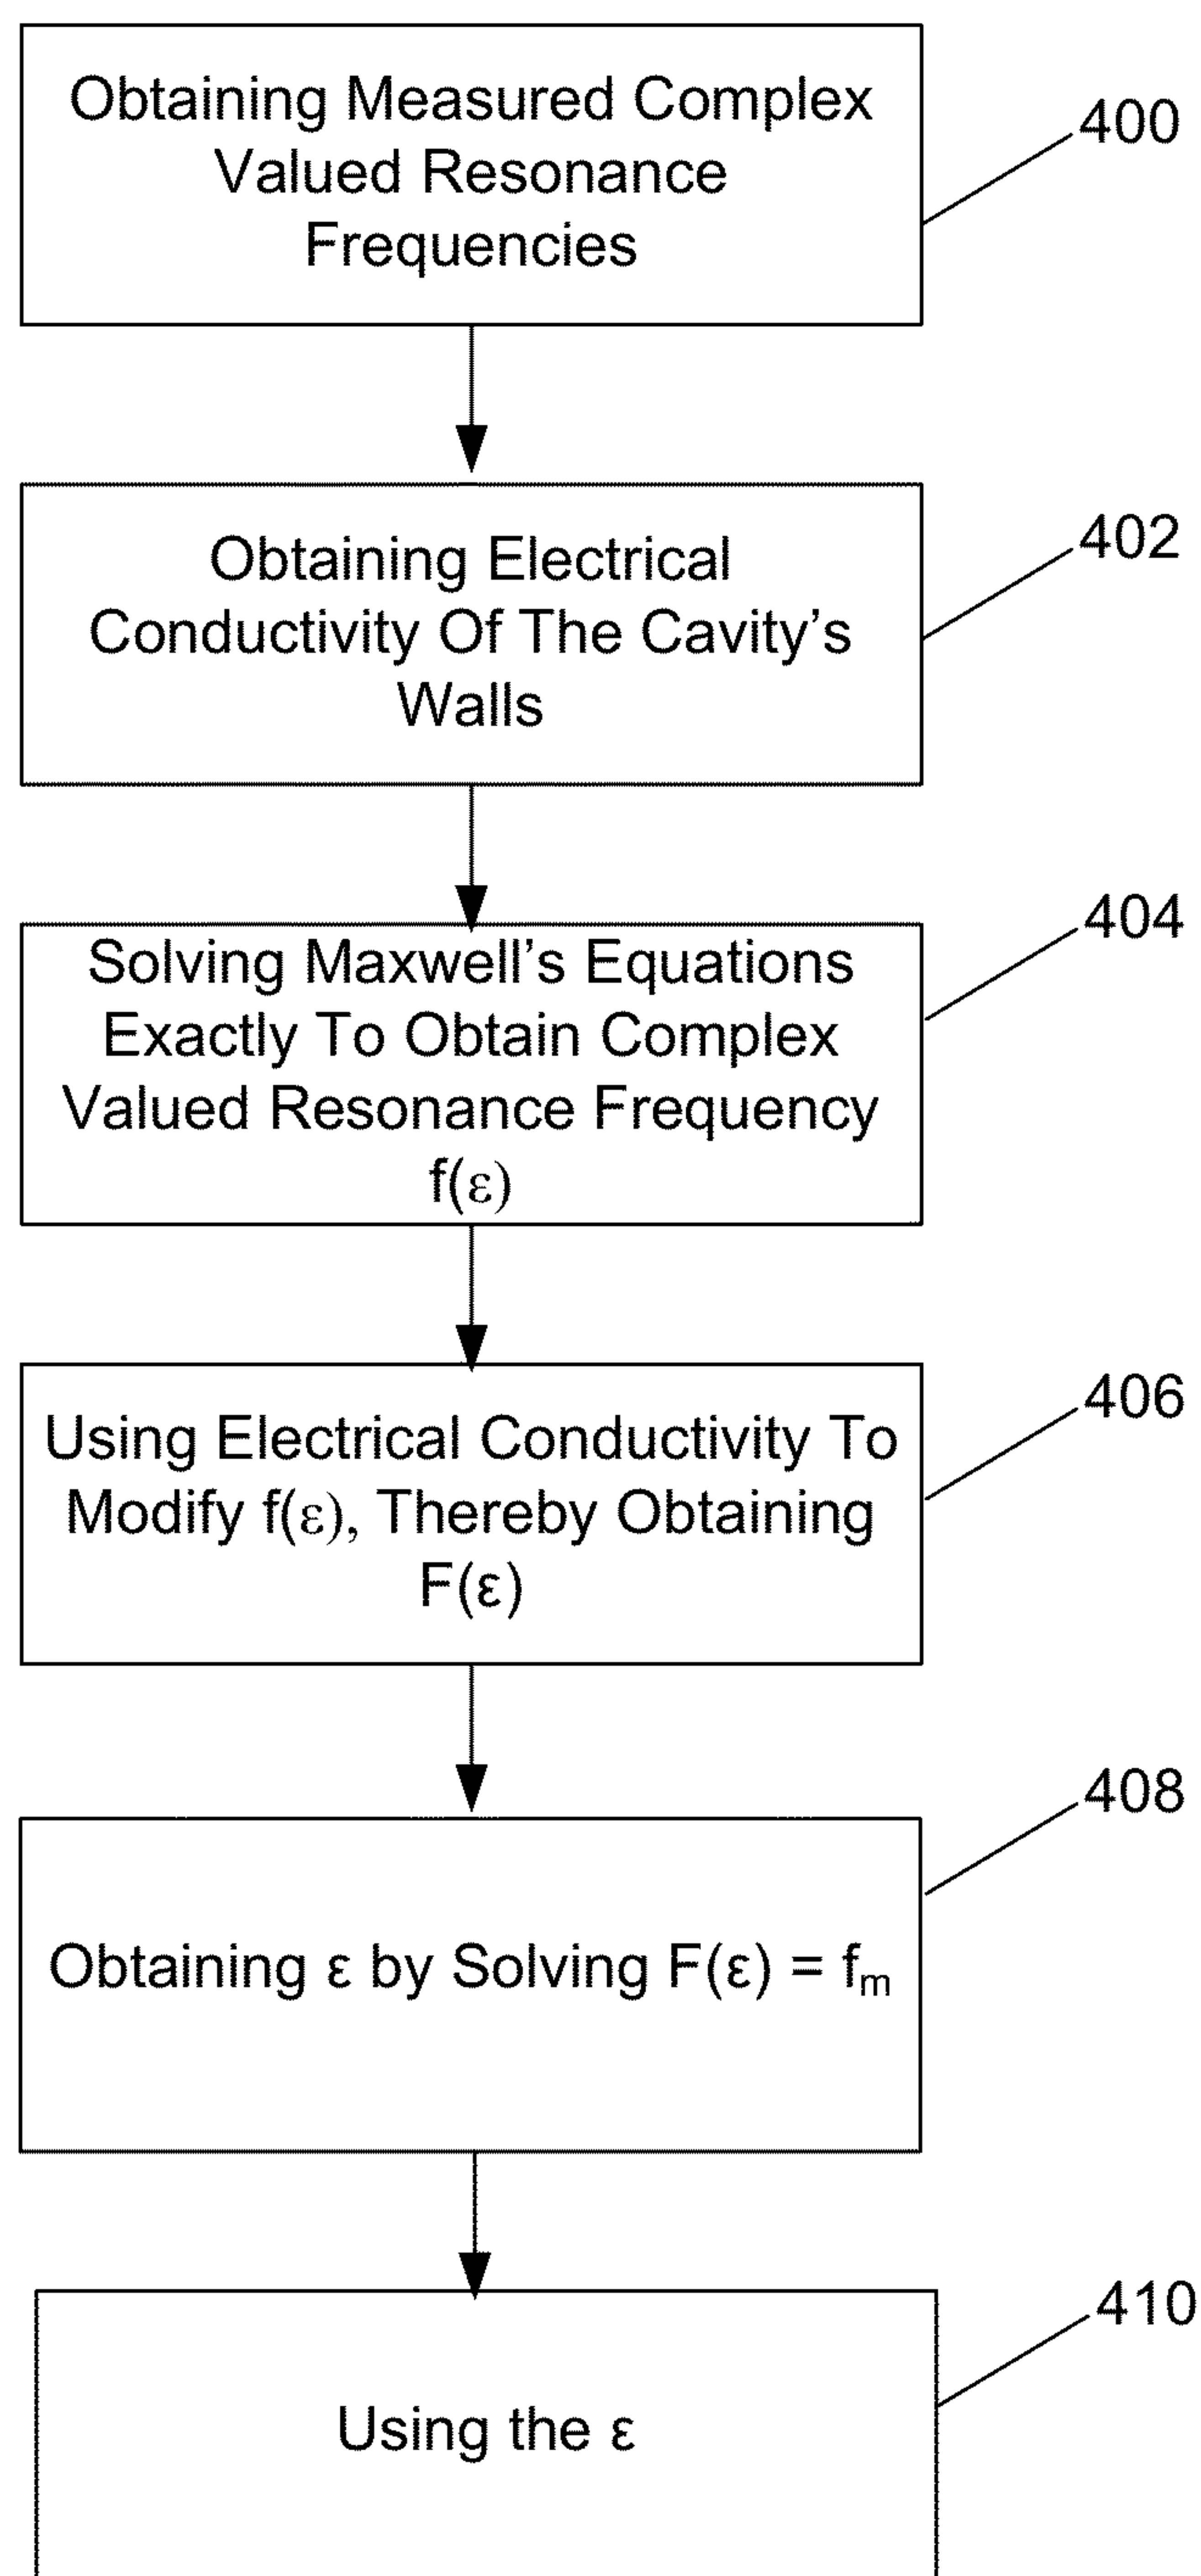 Obtaining Measured Complex
Valued Resonance
Frequencies
400
Obtaining Electrical
Conductivity Of The Cavity's
Walls
402
Solving Maxwell's Equations
Exactly To Obtain Complex
Valued Resonance Frequency
f(ε)
404
Using Electrical Conductivity To
Modify f(ε), Thereby Obtaining
F(ε)
406
Obtaining ε by Solving F(ε) = fₘ
408
Using the ε
410